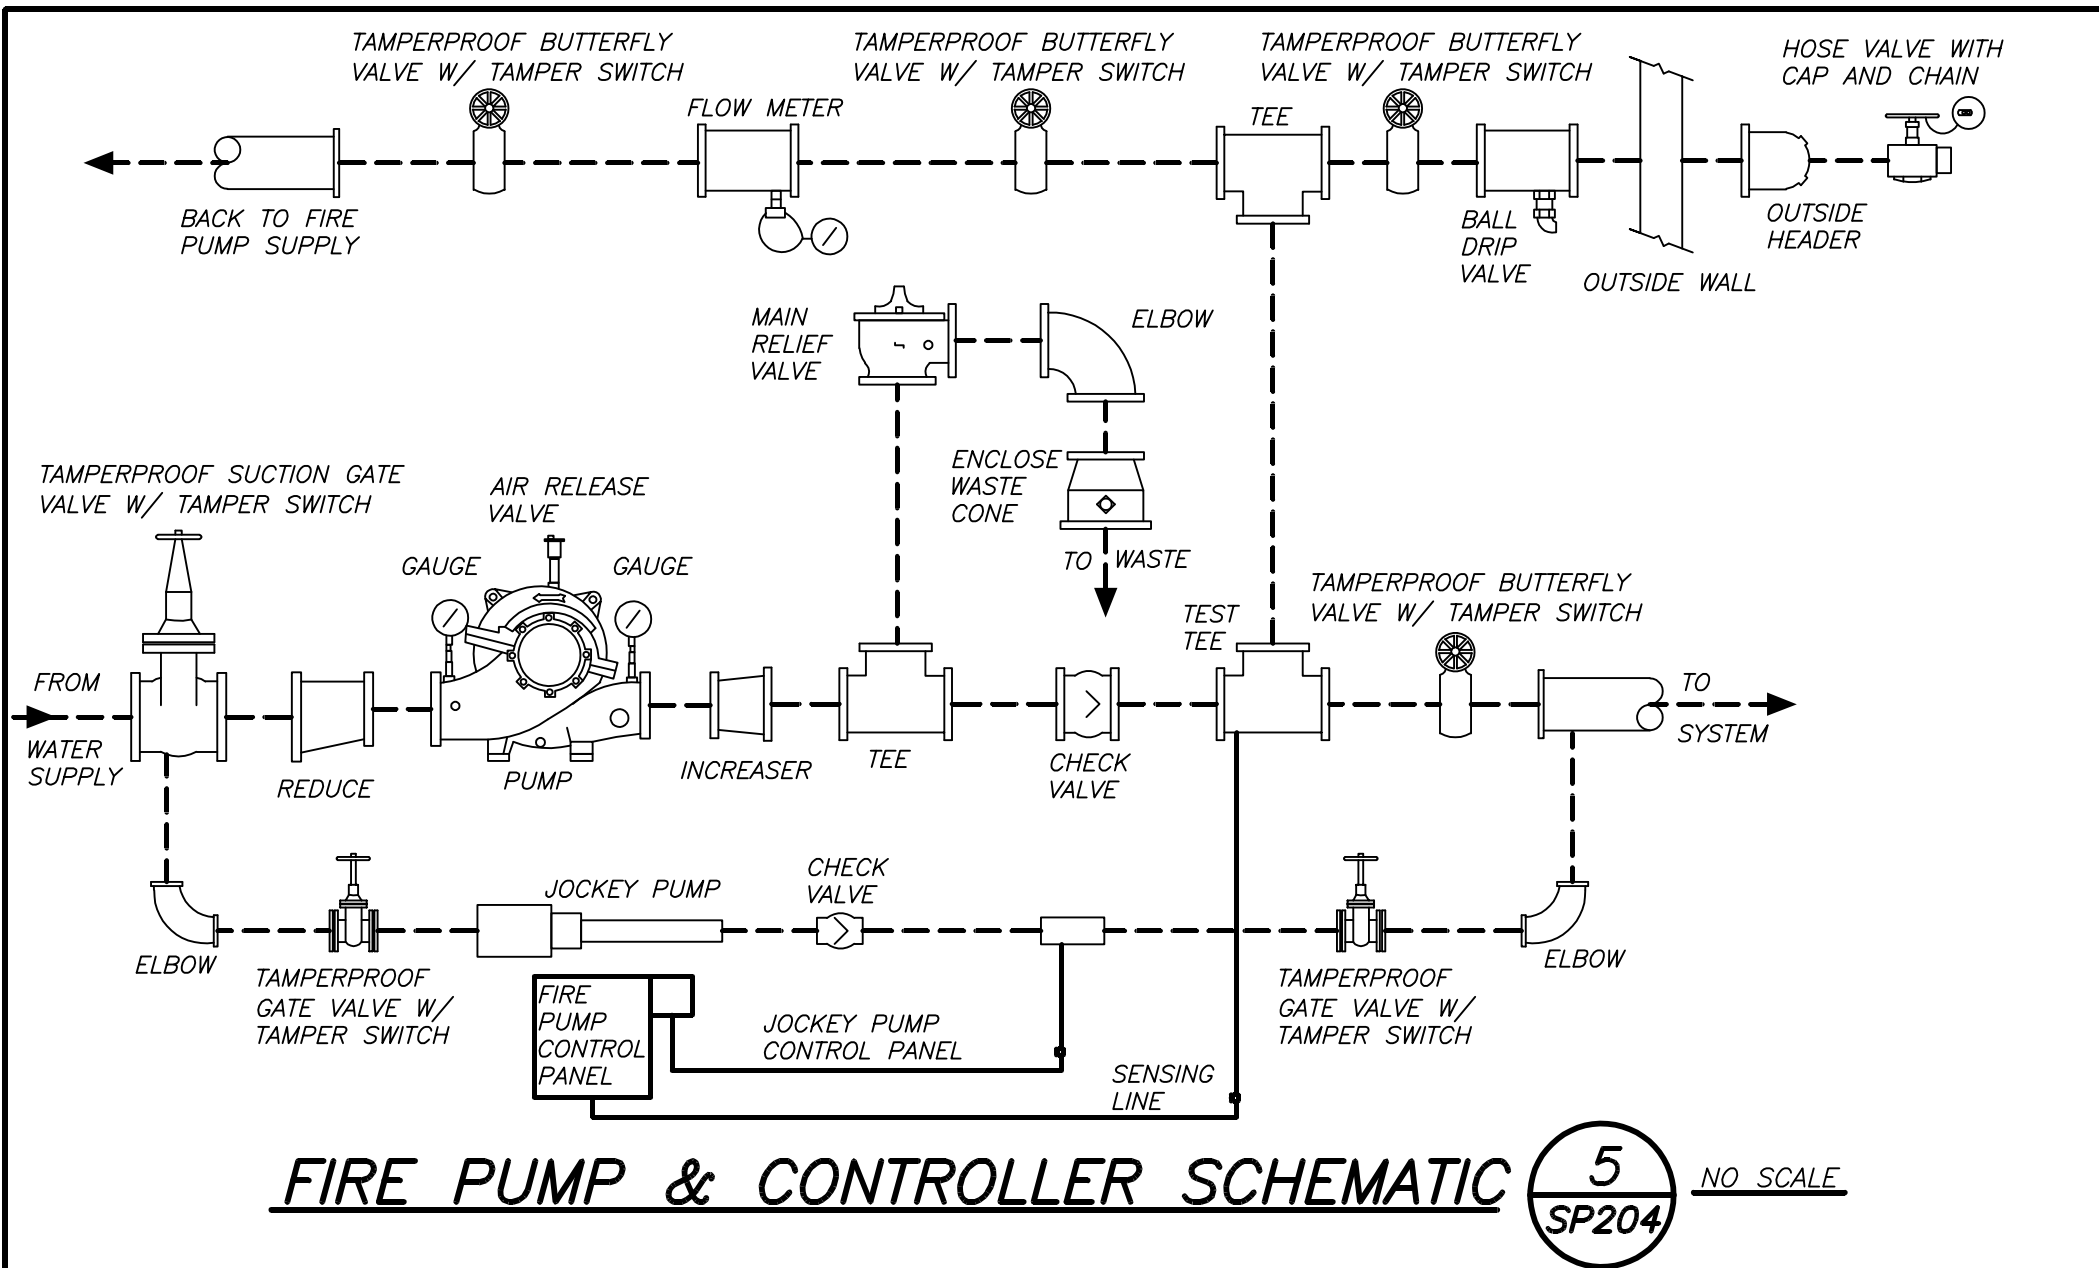 TAMPERPROOF BUTTERFLY
VALVE W/ TAMPER SWITCH
TAMPERPROOF BUTTERFLY
VALVE W/ TAMPER SWITCH
TAMPERPROOF BUTTERFLY
VALVE W/ TAMPER SWITCH
HOSE VALVE WITH
CAP AND CHAIN
FLOW METER
TEE
BACK TO FIRE
PUMP SUPPLY
BALL
DRIP
VALVE
OUTSIDE WALL
OUTSIDE
HEADER
MAIN
RELIEF
VALVE
ELBOW
ENCLOSE
WASTE
CONE
TO WASTE
TAMPERPROOF SUCTION GATE
VALVE W/ TAMPER SWITCH
AIR RELEASE
VALVE
GAUGE
GAUGE
TEST
TEE
TAMPERPROOF BUTTERFLY
VALVE W/ TAMPER SWITCH
FROM
WATER
SUPPLY
REDUCE
PUMP
INCREASER
TEE
CHECK
VALVE
TO
SYSTEM
ELBOW
TAMPERPROOF
GATE VALVE W/
TAMPER SWITCH
JOCKEY PUMP
CHECK
VALVE
TAMPERPROOF
GATE VALVE W/
TAMPER SWITCH
ELBOW
FIRE
PUMP
CONTROL
PANEL
JOCKEY PUMP
CONTROL PANEL
SENSING
LINE
FIRE PUMP & CONTROLLER SCHEMATIC
5
SP204
NO SCALE